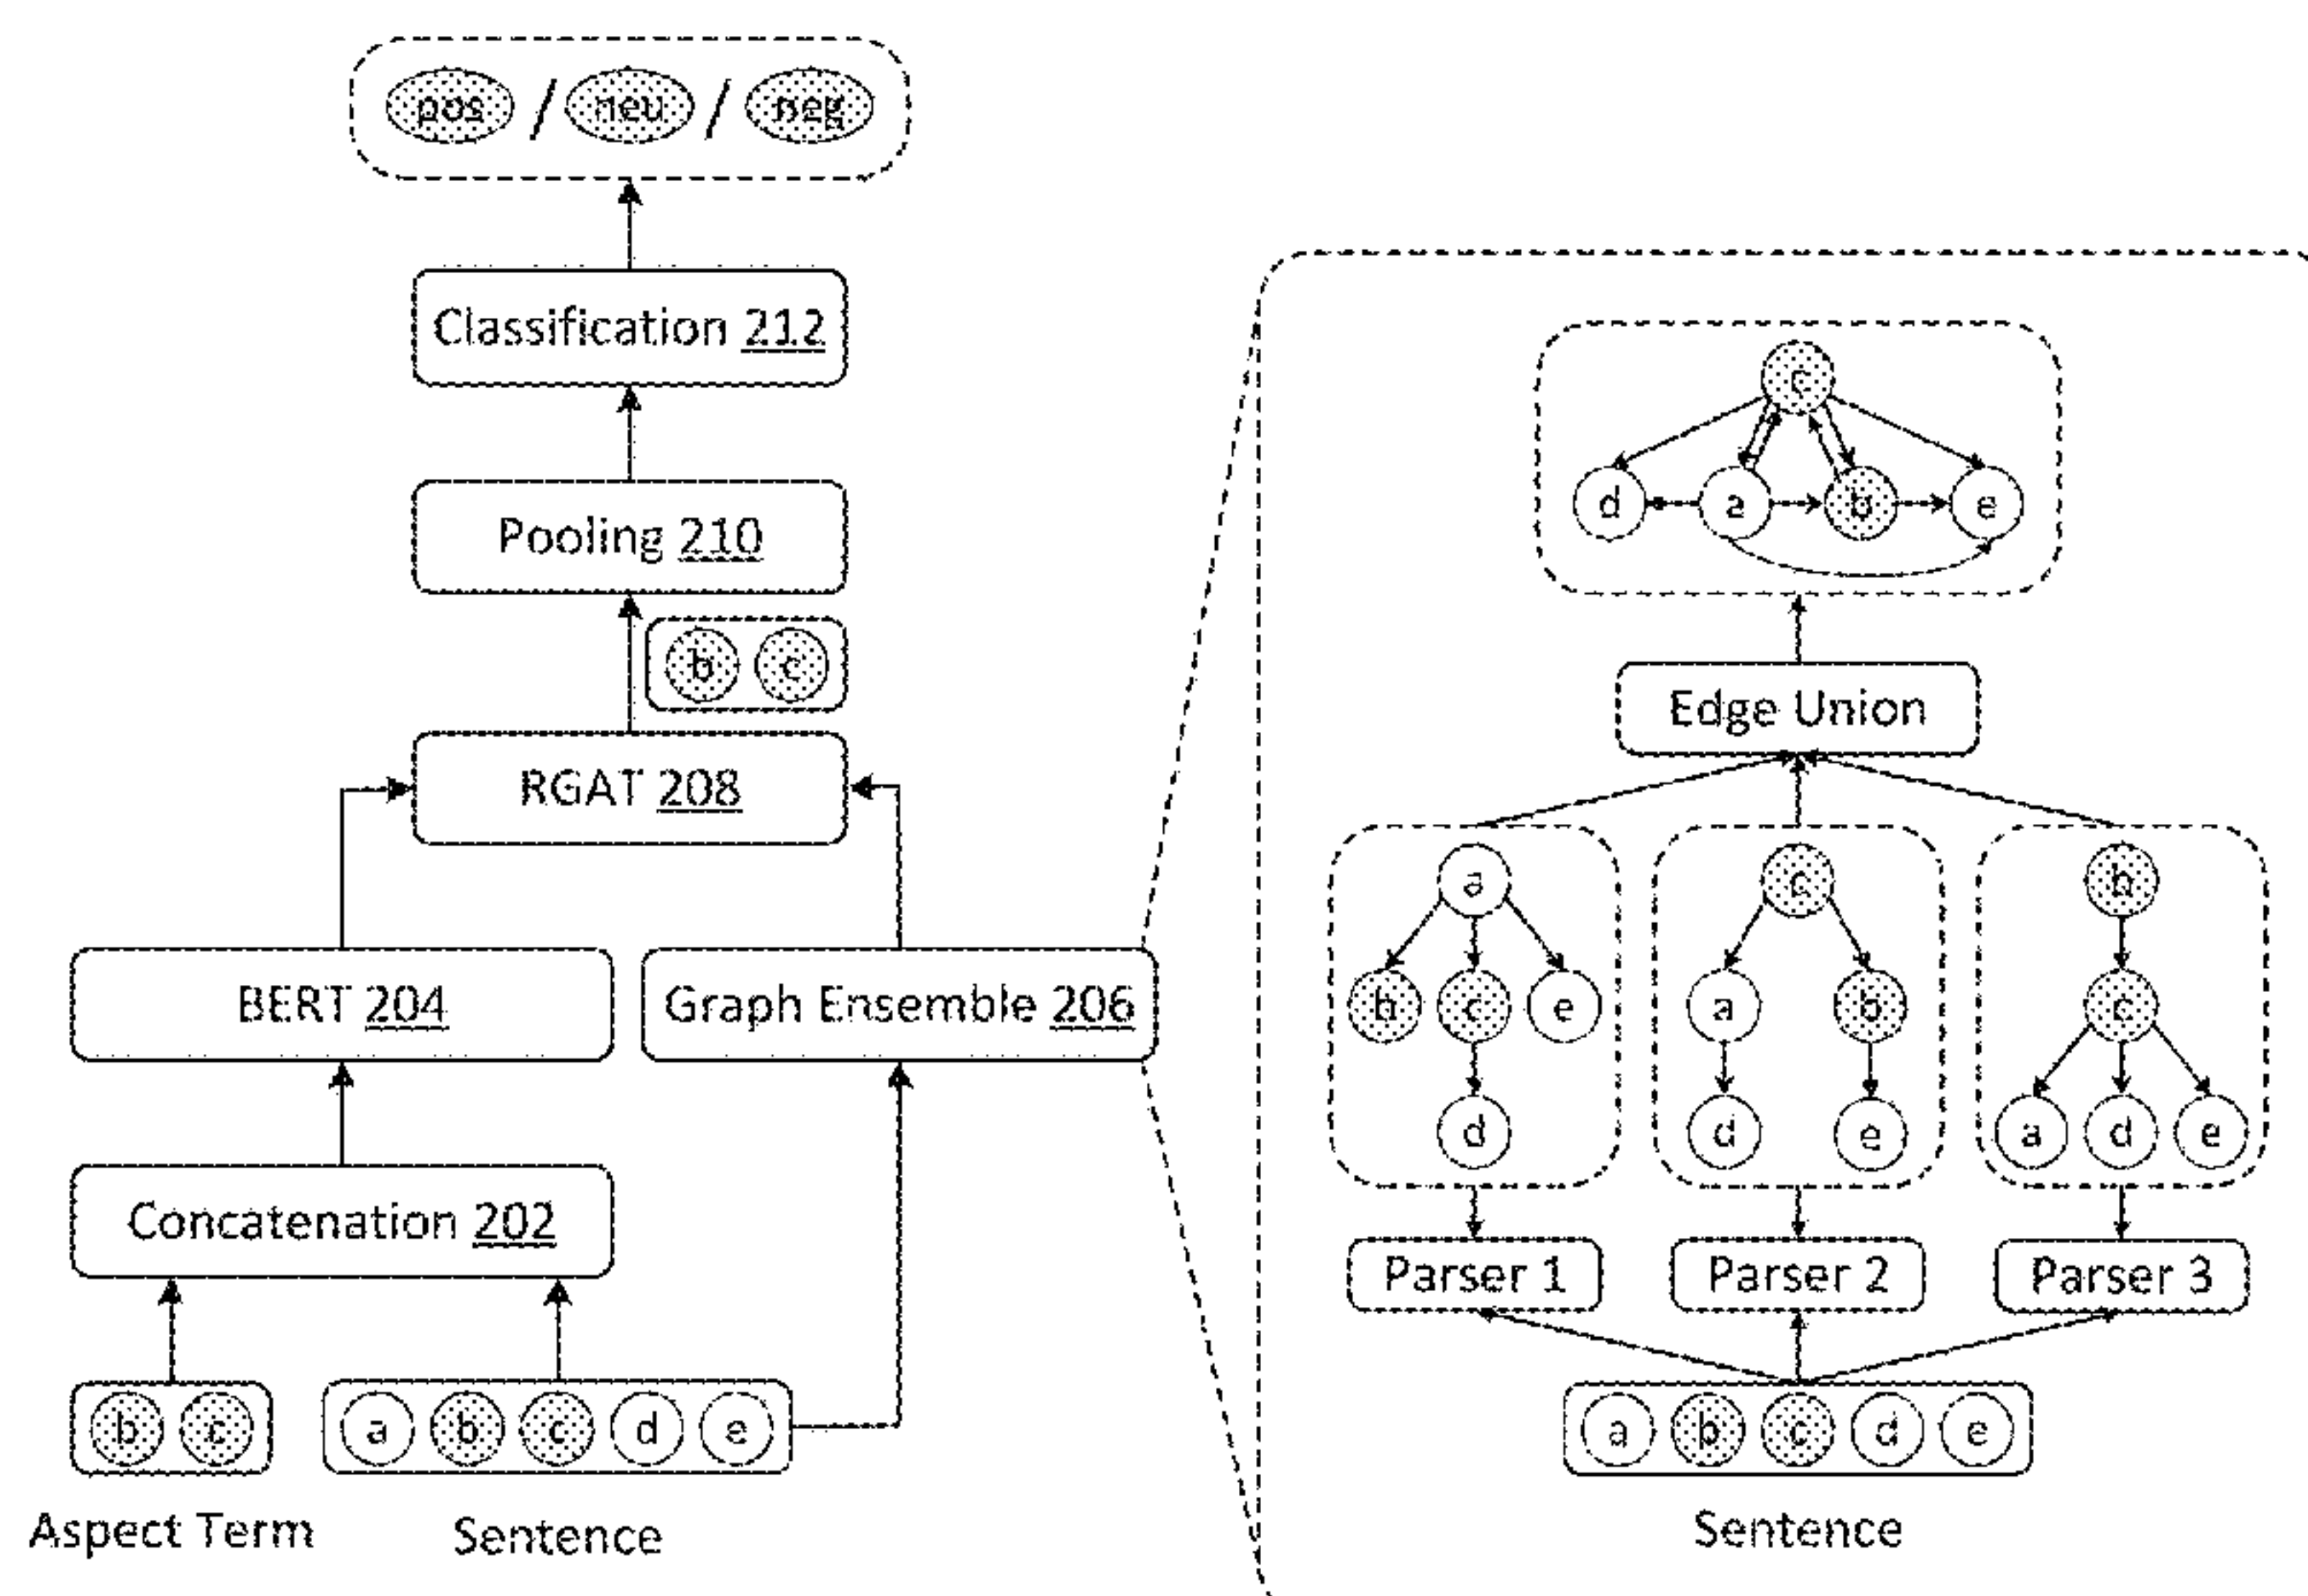 pos / neu / neg
Classification 212
Pooling 210
b c
RGAT 208
BERT 204
Graph Ensemble 206
Concatenation 202
b c
a b c d e
Aspect Term
Sentence
c
d a b e
Edge Union
a
b c e
d
c
a b
d e
b
c
a d e
Parser 1
Parser 2
Parser 3
a b c d e
Sentence